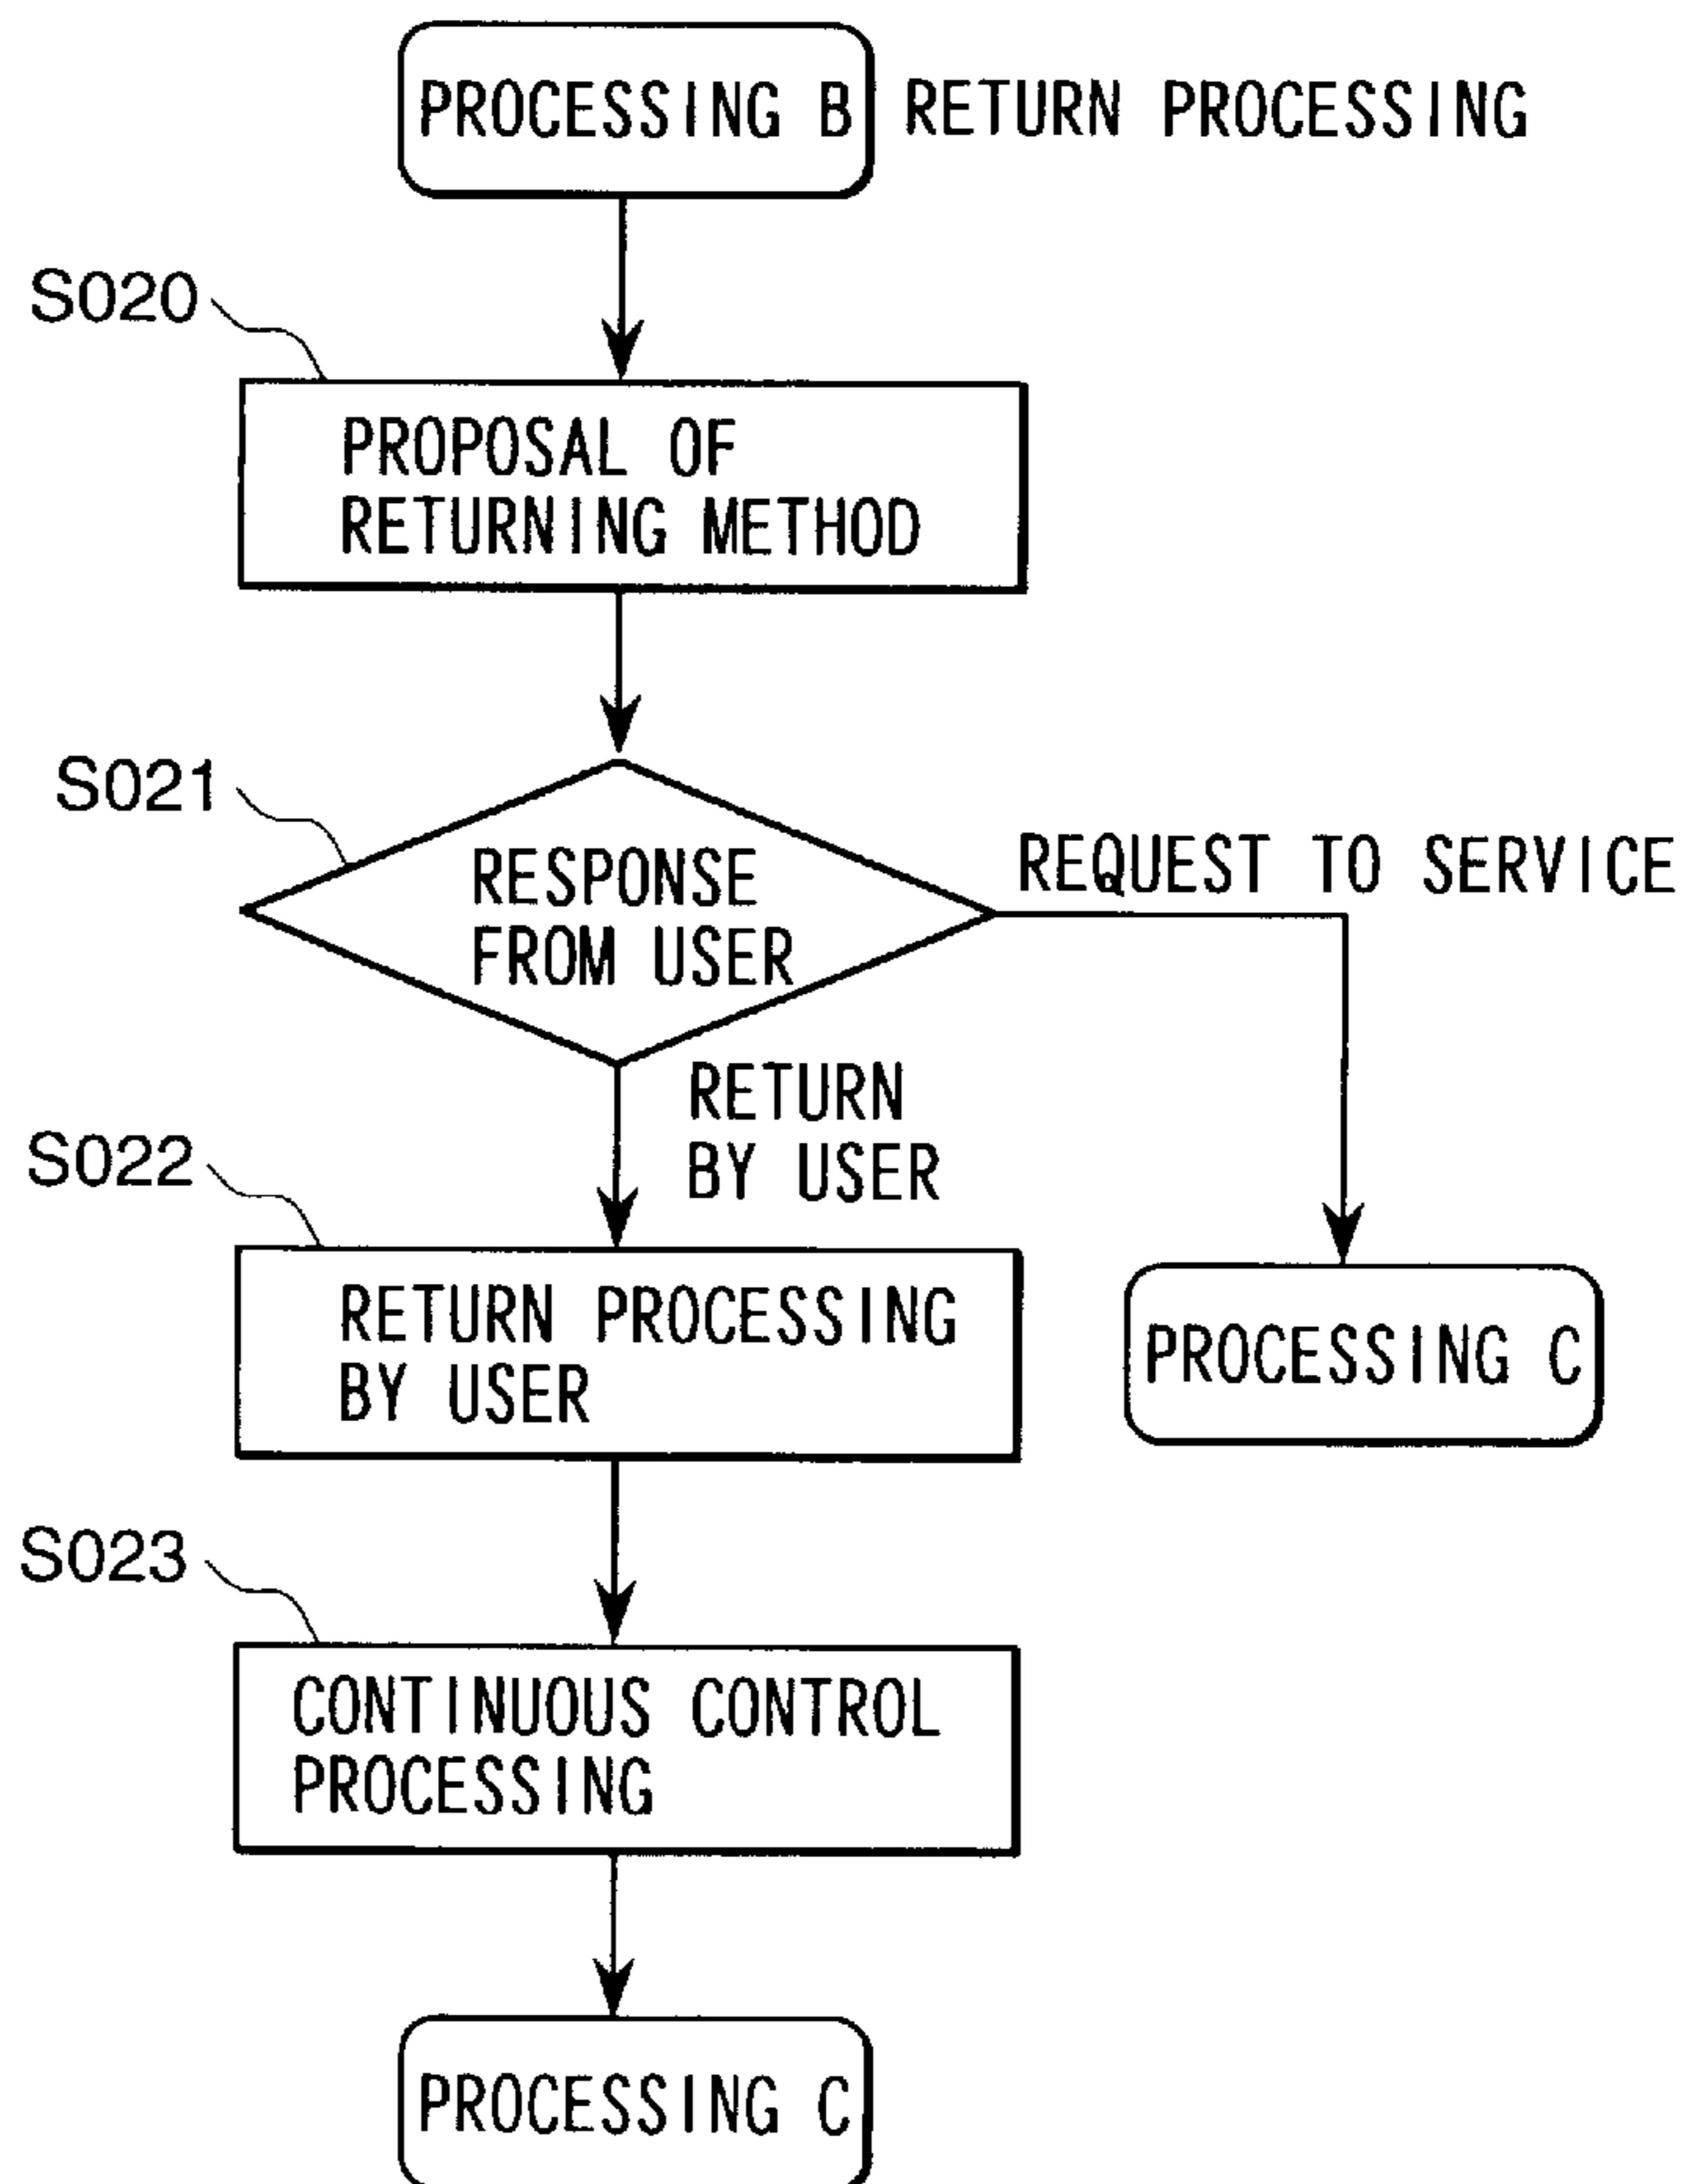 PROCESSING B RETURN PROCESSING
S020
PROPOSAL OF
RETURNING METHOD
S021
RESPONSE
FROM USER
REQUEST TO SERVICE
RETURN
BY USER
S022
RETURN PROCESSING
BY USER
PROCESSING C
S023
CONTINUOUS CONTROL
PROCESSING
PROCESSING C